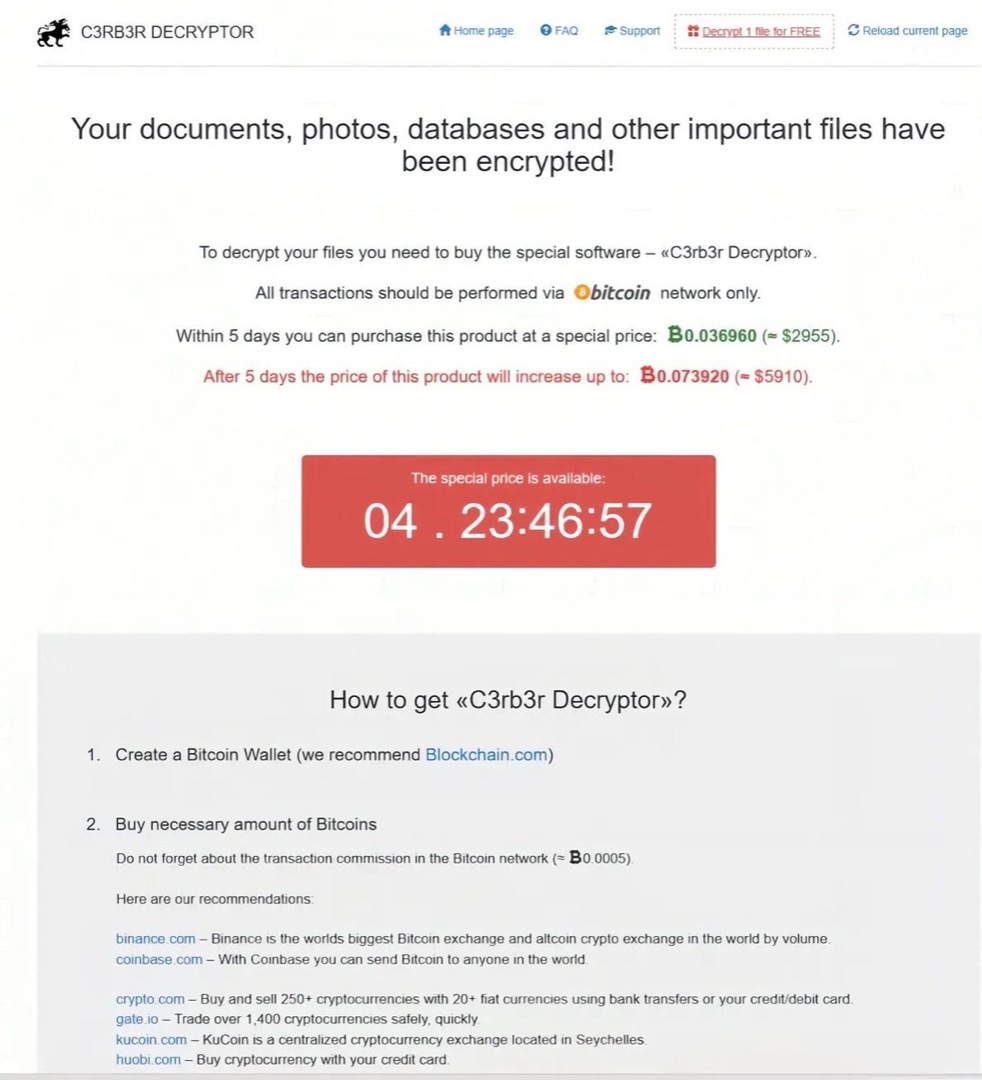 C3RB3R DECRYPTOR
Home page
FAQ
Support
Decrypt 1 file for FREE
Reload current page
Your documents, photos, databases and other important files have
been encrypted!
To decrypt your files you need to buy the special software – «C3rb3r Decryptor».
All transactions should be performed via bitcoin network only.
Within 5 days you can purchase this product at a special price: ₿0.036960 (≈ $2955).
After 5 days the price of this product will increase up to: ₿0.073920 (≈ $5910).
The special price is available:
04 . 23:46:57
How to get «C3rb3r Decryptor»?
1. Create a Bitcoin Wallet (we recommend Blockchain.com)
2. Buy necessary amount of Bitcoins
Do not forget about the transaction commission in the Bitcoin network (≈ ₿0.0005).
Here are our recommendations:
binance.com – Binance is the worlds biggest Bitcoin exchange and altcoin crypto exchange in the world by volume.
coinbase.com – With Coinbase you can send Bitcoin to anyone in the world.
crypto.com – Buy and sell 250+ cryptocurrencies with 20+ fiat currencies using bank transfers or your credit/debit card.
gate.io – Trade over 1,400 cryptocurrencies safely, quickly.
kucoin.com – KuCoin is a centralized cryptocurrency exchange located in Seychelles.
huobi.com – Buy cryptocurrency with your credit card.